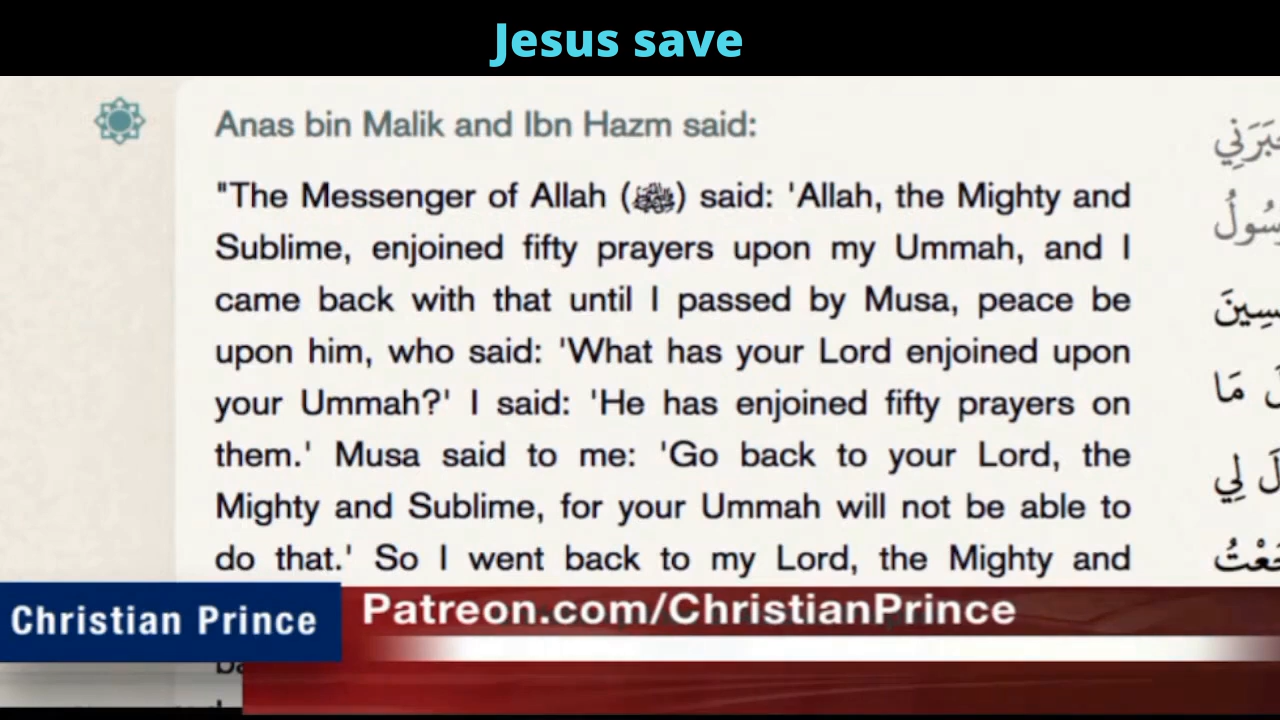 Jesus save
Anas bin Malik and Ibn Hazm said:
"The Messenger of Allah (ﷺ) said: 'Allah, the Mighty and
Sublime, enjoined fifty prayers upon my Ummah, and I
came back with that until I passed by Musa, peace be
upon him, who said: 'What has your Lord enjoined upon
your Ummah?' I said: 'He has enjoined fifty prayers on
them.' Musa said to me: 'Go back to your Lord, the
Mighty and Sublime, for your Ummah will not be able to
do that.' So I went back to my Lord, the Mighty and
مَا
لِي
Christian Prince
Patreon.com/ChristianPrince